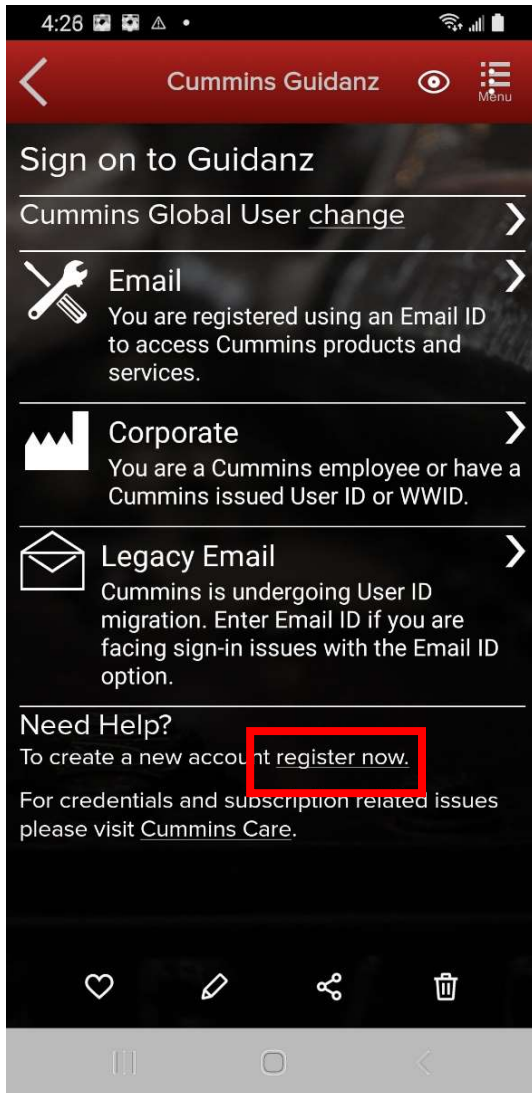 4:26
Cummins Guidanz
Menu
Sign on to Guidanz
Cummins Global User change
Email
You are registered using an Email ID
to access Cummins products and
services.
Corporate
You are a Cummins employee or have a
Cummins issued User ID or WWID.
Legacy Email
Cummins is undergoing User ID
migration. Enter Email ID if you are
facing sign-in issues with the Email ID
option.
Need Help?
To create a new account register now.
For credentials and subscription related issues
please visit Cummins Care.